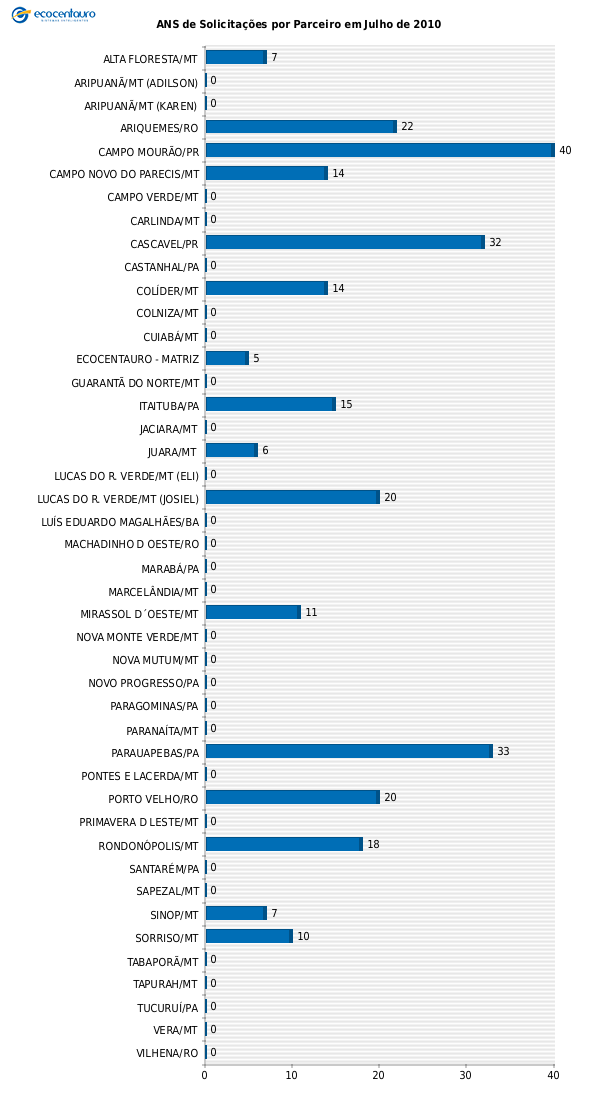 ecocentauro
ANS de Solicitações por Parceiro em Julho de 2010
ALTA FLORESTA/MT 7
ARIPUANÃ/MT (ADILSON) 0
ARIPUANÃ/MT (KAREN) 0
ARIQUEMES/RO 22
CAMPO MOURÃO/PR 40
CAMPO NOVO DO PARECIS/MT 14
CAMPO VERDE/MT 0
CARLINDA/MT 0
CASCAVEL/PR 32
CASTANHAL/PA 0
COLÍDER/MT 14
COLNIZA/MT 0
CUIABÁ/MT 0
ECOCENTAURO - MATRIZ 5
GUARANTÃ DO NORTE/MT 0
ITAITUBA/PA 15
JACIARA/MT 0
JUARA/MT 6
LUCAS DO R. VERDE/MT (ELI) 0
LUCAS DO R. VERDE/MT (JOSIEL) 20
LUÍS EDUARDO MAGALHÃES/BA 0
MACHADINHO D OESTE/RO 0
MARABÁ/PA 0
MARCELÂNDIA/MT 0
MIRASSOL D´OESTE/MT 11
NOVA MONTE VERDE/MT 0
NOVA MUTUM/MT 0
NOVO PROGRESSO/PA 0
PARAGOMINAS/PA 0
PARANAÍTA/MT 0
PARAUAPEBAS/PA 33
PONTES E LACERDA/MT 0
PORTO VELHO/RO 20
PRIMAVERA D LESTE/MT 0
RONDONÓPOLIS/MT 18
SANTARÉM/PA 0
SAPEZAL/MT 0
SINOP/MT 7
SORRISO/MT 10
TABAPORÃ/MT 0
TAPURAH/MT 0
TUCURUÍ/PA 0
VERA/MT 0
VILHENA/RO 0
0 10 20 30 40